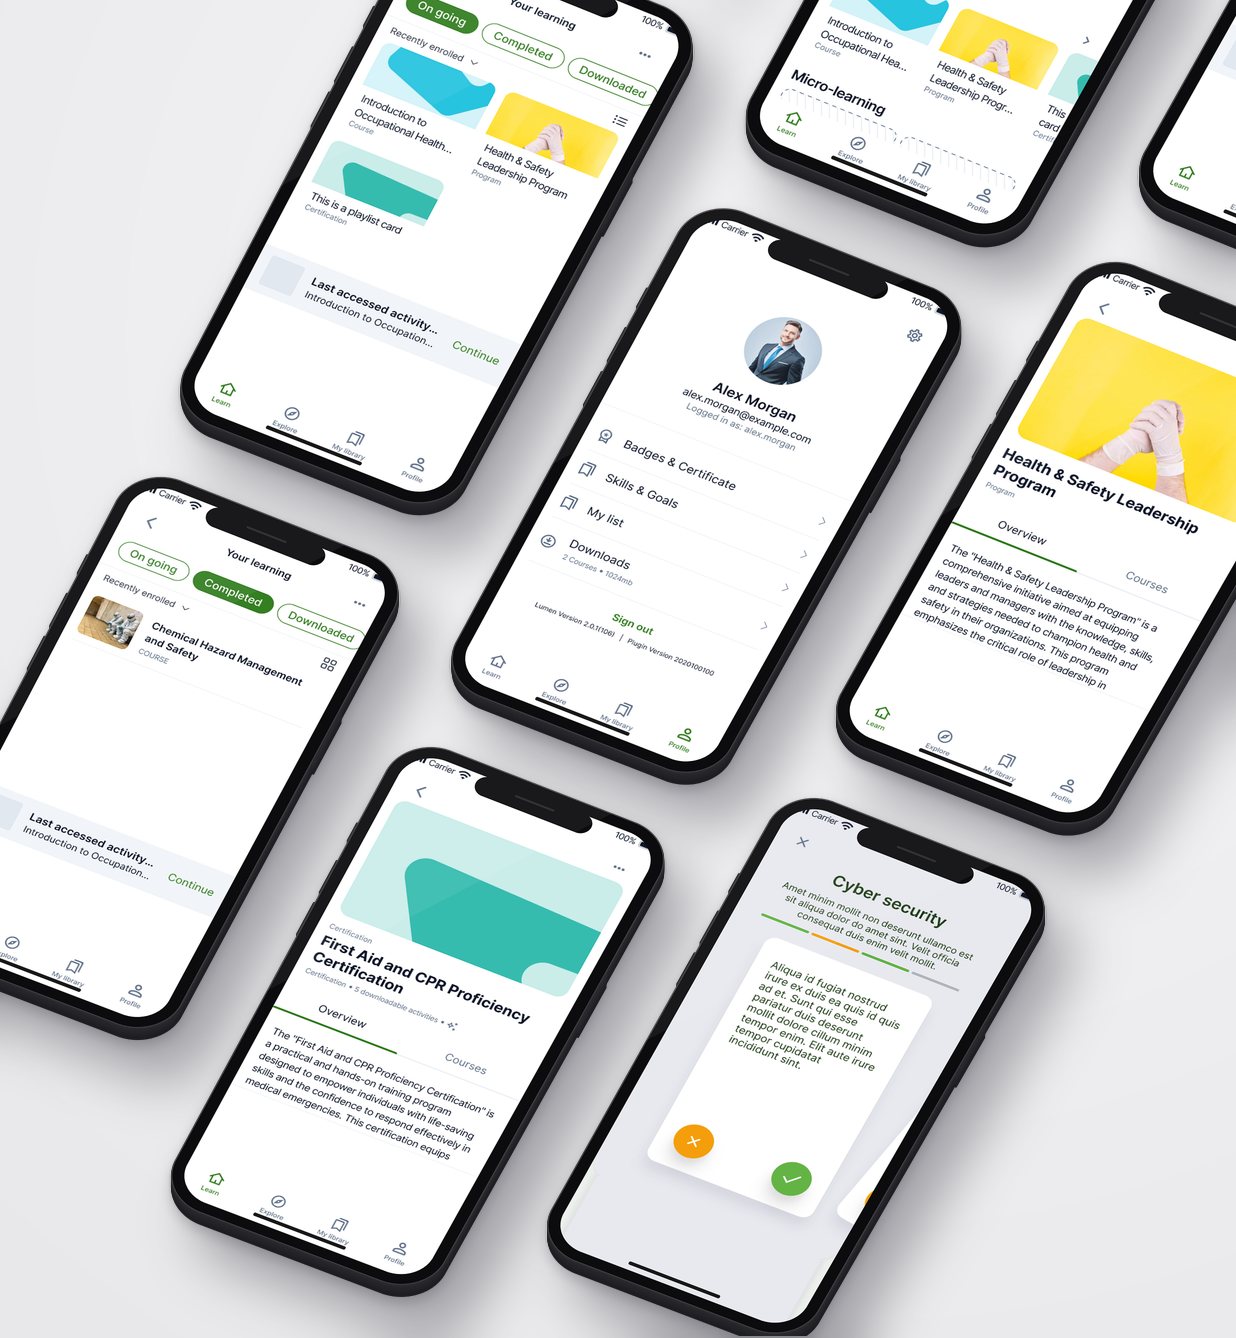 Your learning
100%
On going
Completed
Downloaded
Recently enrolled
Introduction to
Occupational Health...
Course
Health & Safety
Leadership Program
Program
This is a playlist card
Certification
Last accessed activity...
Introduction to Occupation...
Continue
Learn
Explore
My library
Profile
Introduction to
Occupational Hea...
Course
Health & Safety
Leadership Progr...
Program
This
card
Micro-learning
Learn
Explore
My library
Profile
Learn
Carrier
100%
Alex Morgan
alex.morgan@example.com
Logged in as: alex.morgan
Badges & Certificate
Skills & Goals
My list
Downloads
2 Courses • 1024mb
Sign out
Lumen Version 2.0.1(106) | Plugin Version 2020100100
Learn
Explore
My library
Profile
Carrier
Health & Safety Leadership
Program
Program
Overview
Courses
The "Health & Safety Leadership Program" is a
comprehensive initiative aimed at equipping
leaders and managers with the knowledge, skills,
and strategies needed to champion health and
safety in their organizations. This program
emphasizes the critical role of leadership in
Learn
Explore
My library
Profile
Carrier
100%
Your learning
On going
Completed
Downloaded
Recently enrolled
Chemical Hazard Management
and Safety
COURSE
Last accessed activity...
Introduction to Occupation...
Continue
My library
Profile
Carrier
100%
Certification
First Aid and CPR Proficiency
Certification
Certification • 5 downloadable activities •
Overview
Courses
The "First Aid and CPR Proficiency Certification" is
a practical and hands-on training program
designed to empower individuals with life-saving
skills and the confidence to respond effectively in
medical emergencies. This certification equips
Learn
Explore
My library
Profile
Carrier
100%
Cyber security
Amet minim mollit non deserunt ullamco est
sit aliqua dolor do amet sint. Velit officia
consequat duis enim velit mollit.
Aliqua id fugiat nostrud
irure ex duis ea quis id quis
ad et. Sunt qui esse
pariatur duis deserunt
mollit dolore cillum minim
tempor enim. Elit aute irure
tempor cupidatat
incididunt sint.